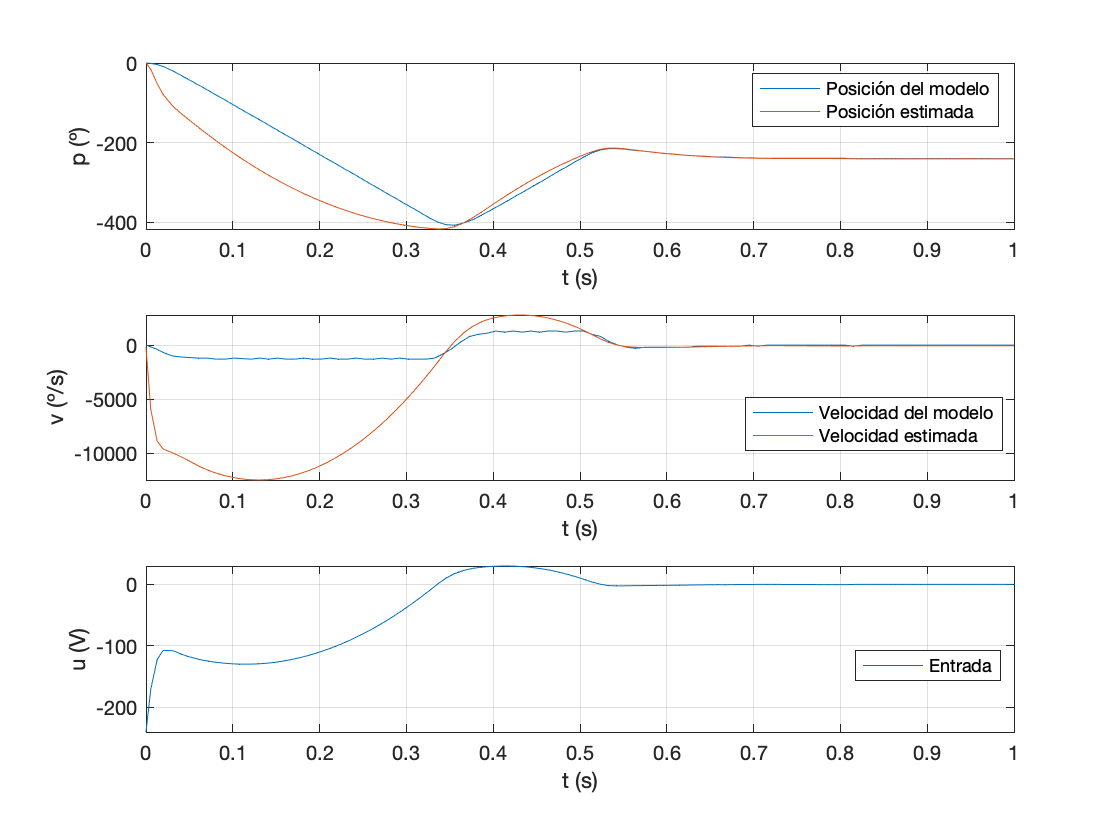 0
-200
-400
p (º)
Posición del modelo
Posición estimada
0 0.1 0.2 0.3 0.4 0.5 0.6 0.7 0.8 0.9 1
t (s)
0
-5000
-10000
v (º/s)
Velocidad del modelo
Velocidad estimada
0 0.1 0.2 0.3 0.4 0.5 0.6 0.7 0.8 0.9 1
t (s)
0
-100
-200
u (V)
Entrada
0 0.1 0.2 0.3 0.4 0.5 0.6 0.7 0.8 0.9 1
t (s)